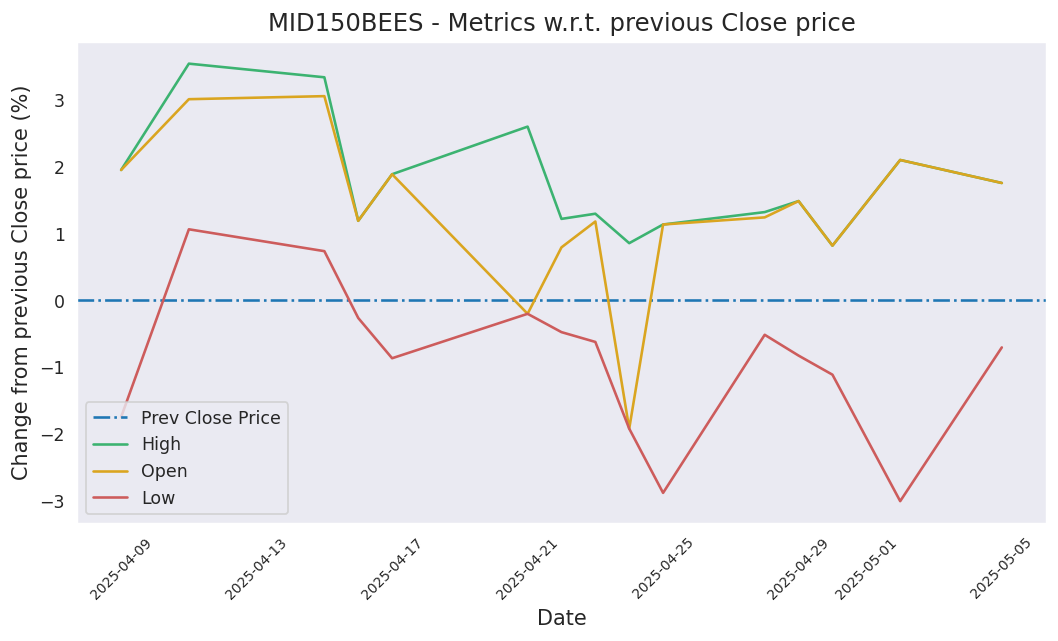 MID150BEES - Metrics w.r.t. previous Close price
Change from previous Close price (%)
3
2
1
0
−1
−2
−3
Prev Close Price
High
Open
Low
2025-04-09
2025-04-13
2025-04-17
2025-04-21
2025-04-25
2025-04-29
2025-05-01
2025-05-05
Date